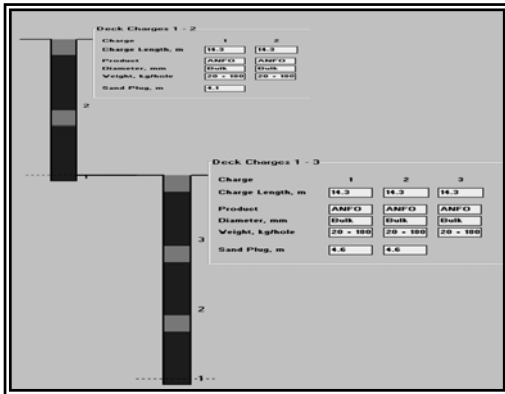 Deck Charges 1 - 2
Charge 1 2
Charge Length, m 14.3 14.3
Product ANFO ANFO
Diameter, mm Bulk Bulk
Weight, kg/hole 20 - 180 20 - 180
Sand Plug, m 4.1
2
1
Deck Charges 1 - 3
Charge 1 2 3
Charge Length, m 14.3 14.3 14.3
Product ANFO ANFO ANFO
Diameter, mm Bulk Bulk Bulk
Weight, kg/hole 20 - 180 20 - 180 20 - 180
Sand Plug, m 4.6 4.6
3
2
1